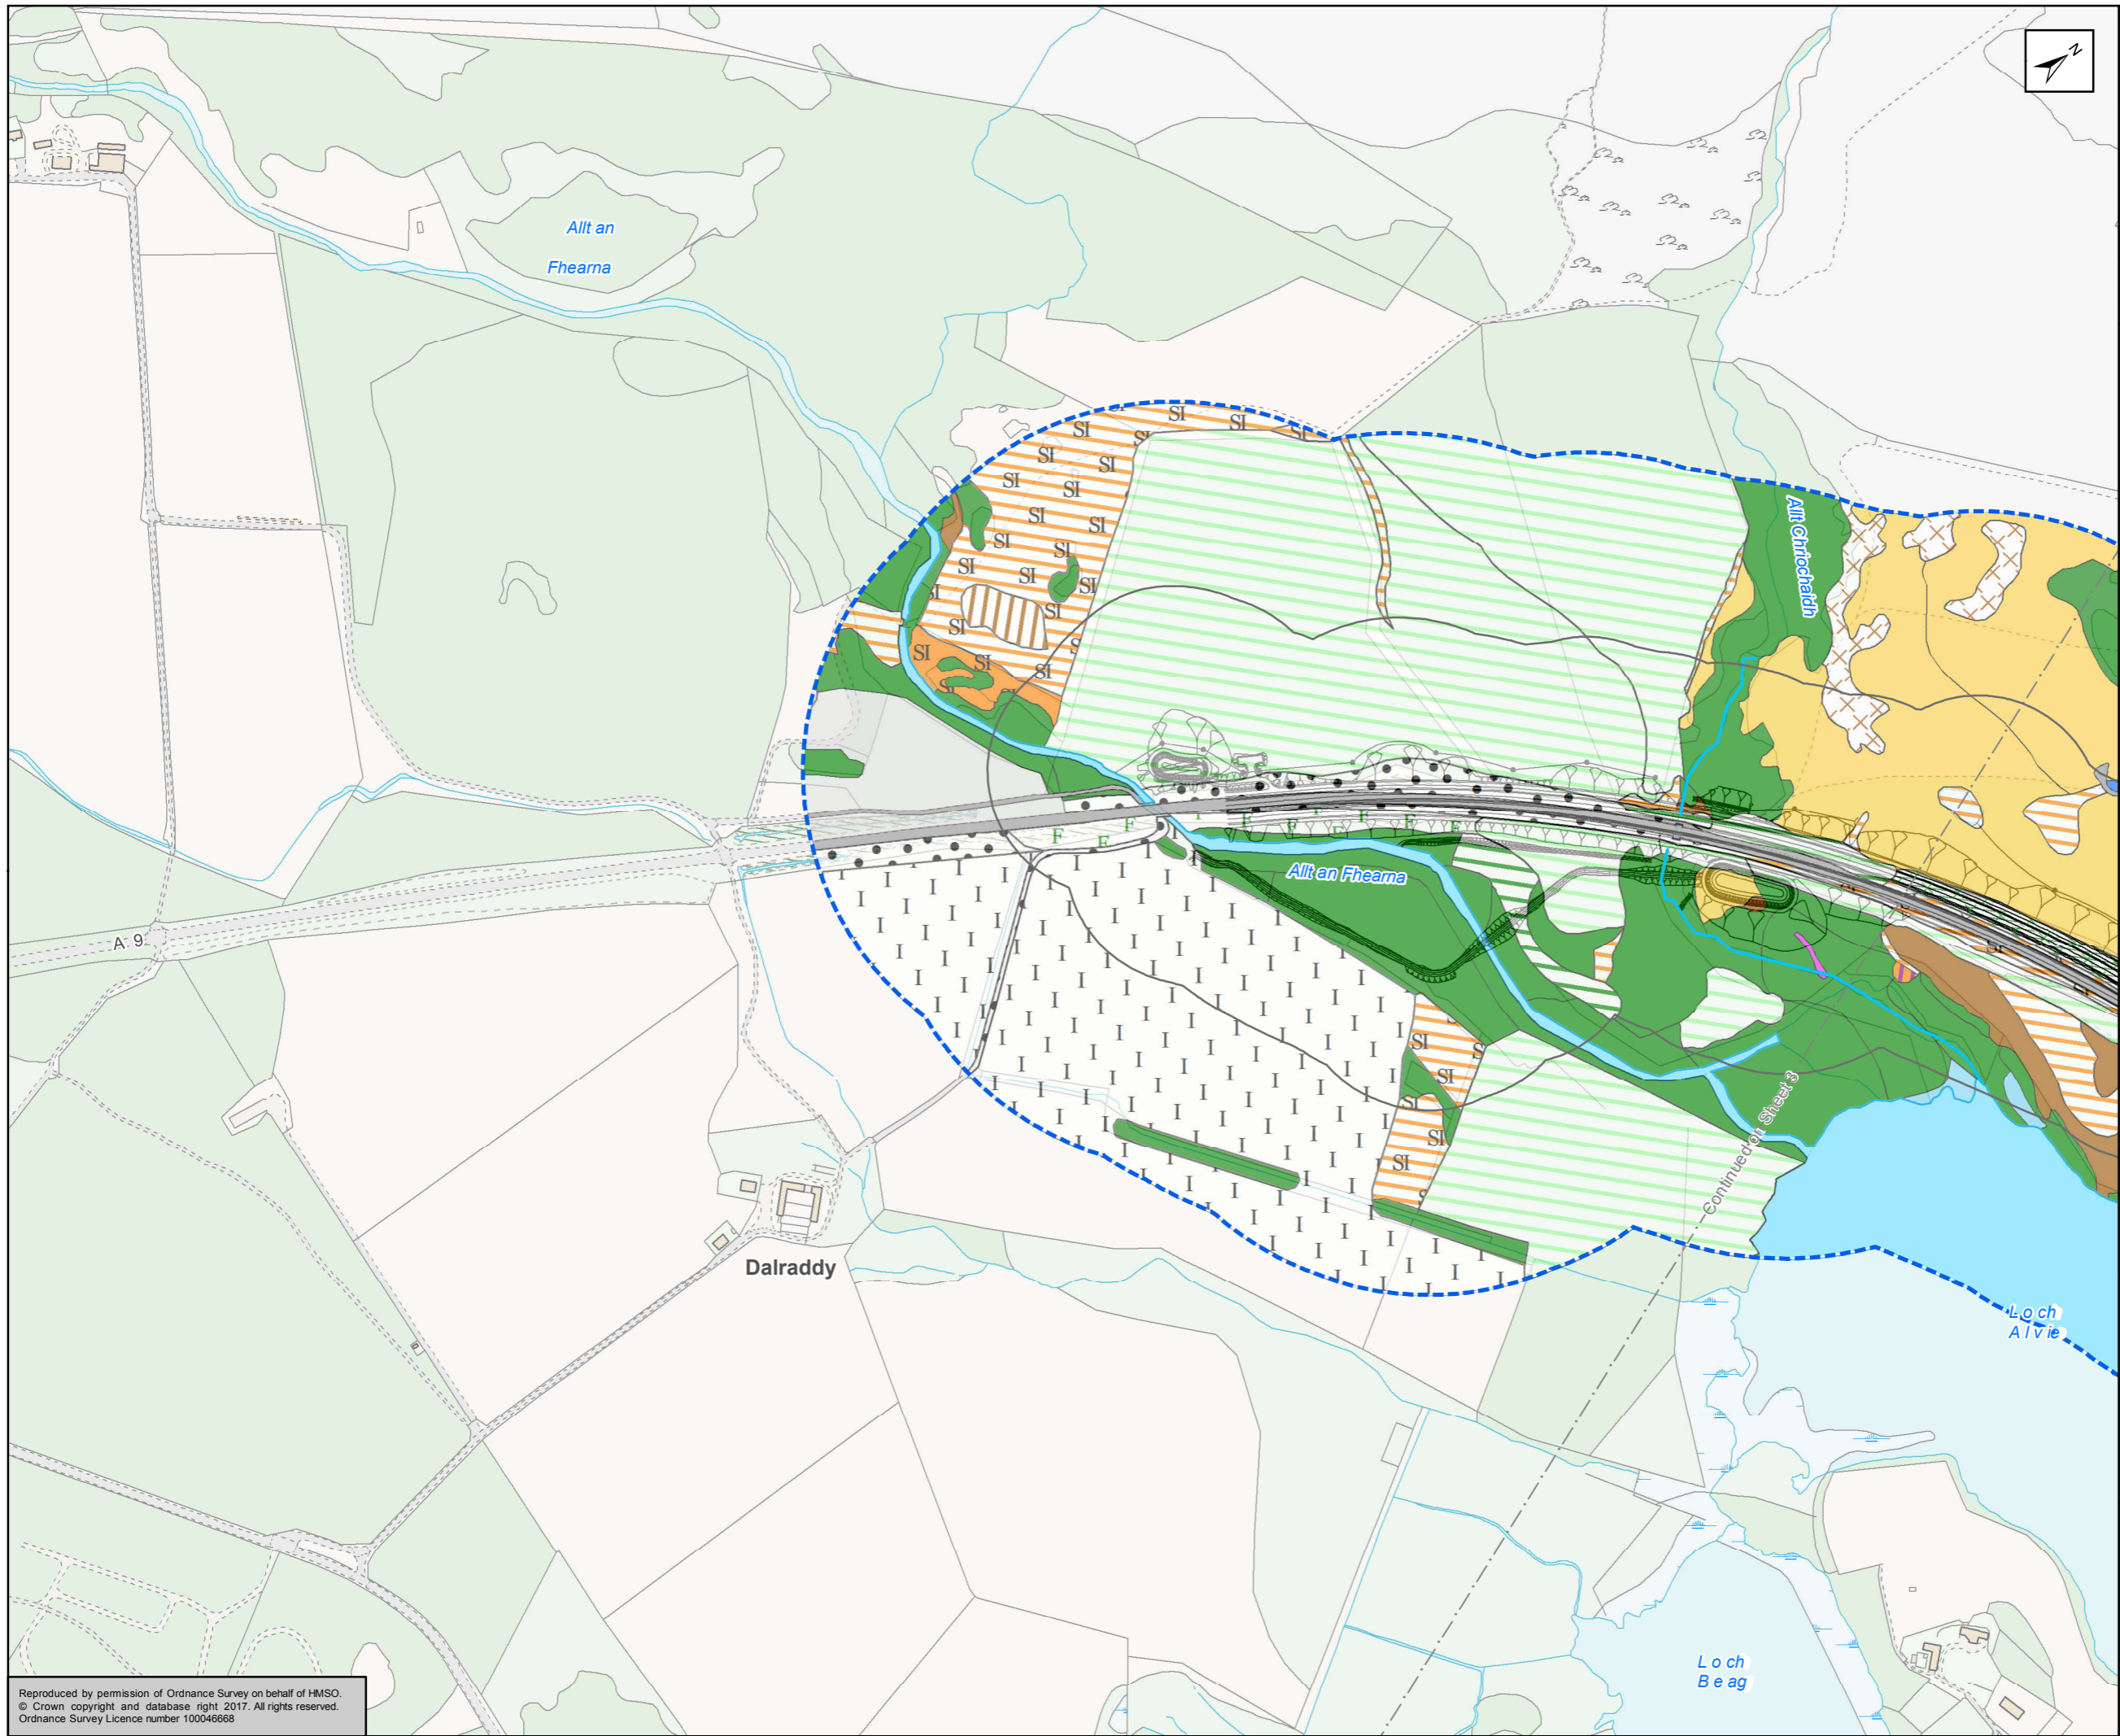 N
Allt an
Fhearna
Allt Chriochaidh
Allt an Fhearna
A 9
Continued on Sheet 3
Dalraddy
Loch
Alvie
Loch
Beag
Reproduced by permission of Ordnance Survey on behalf of HMSO.
© Crown copyright and database right 2017. All rights reserved.
Ordnance Survey Licence number 100046668